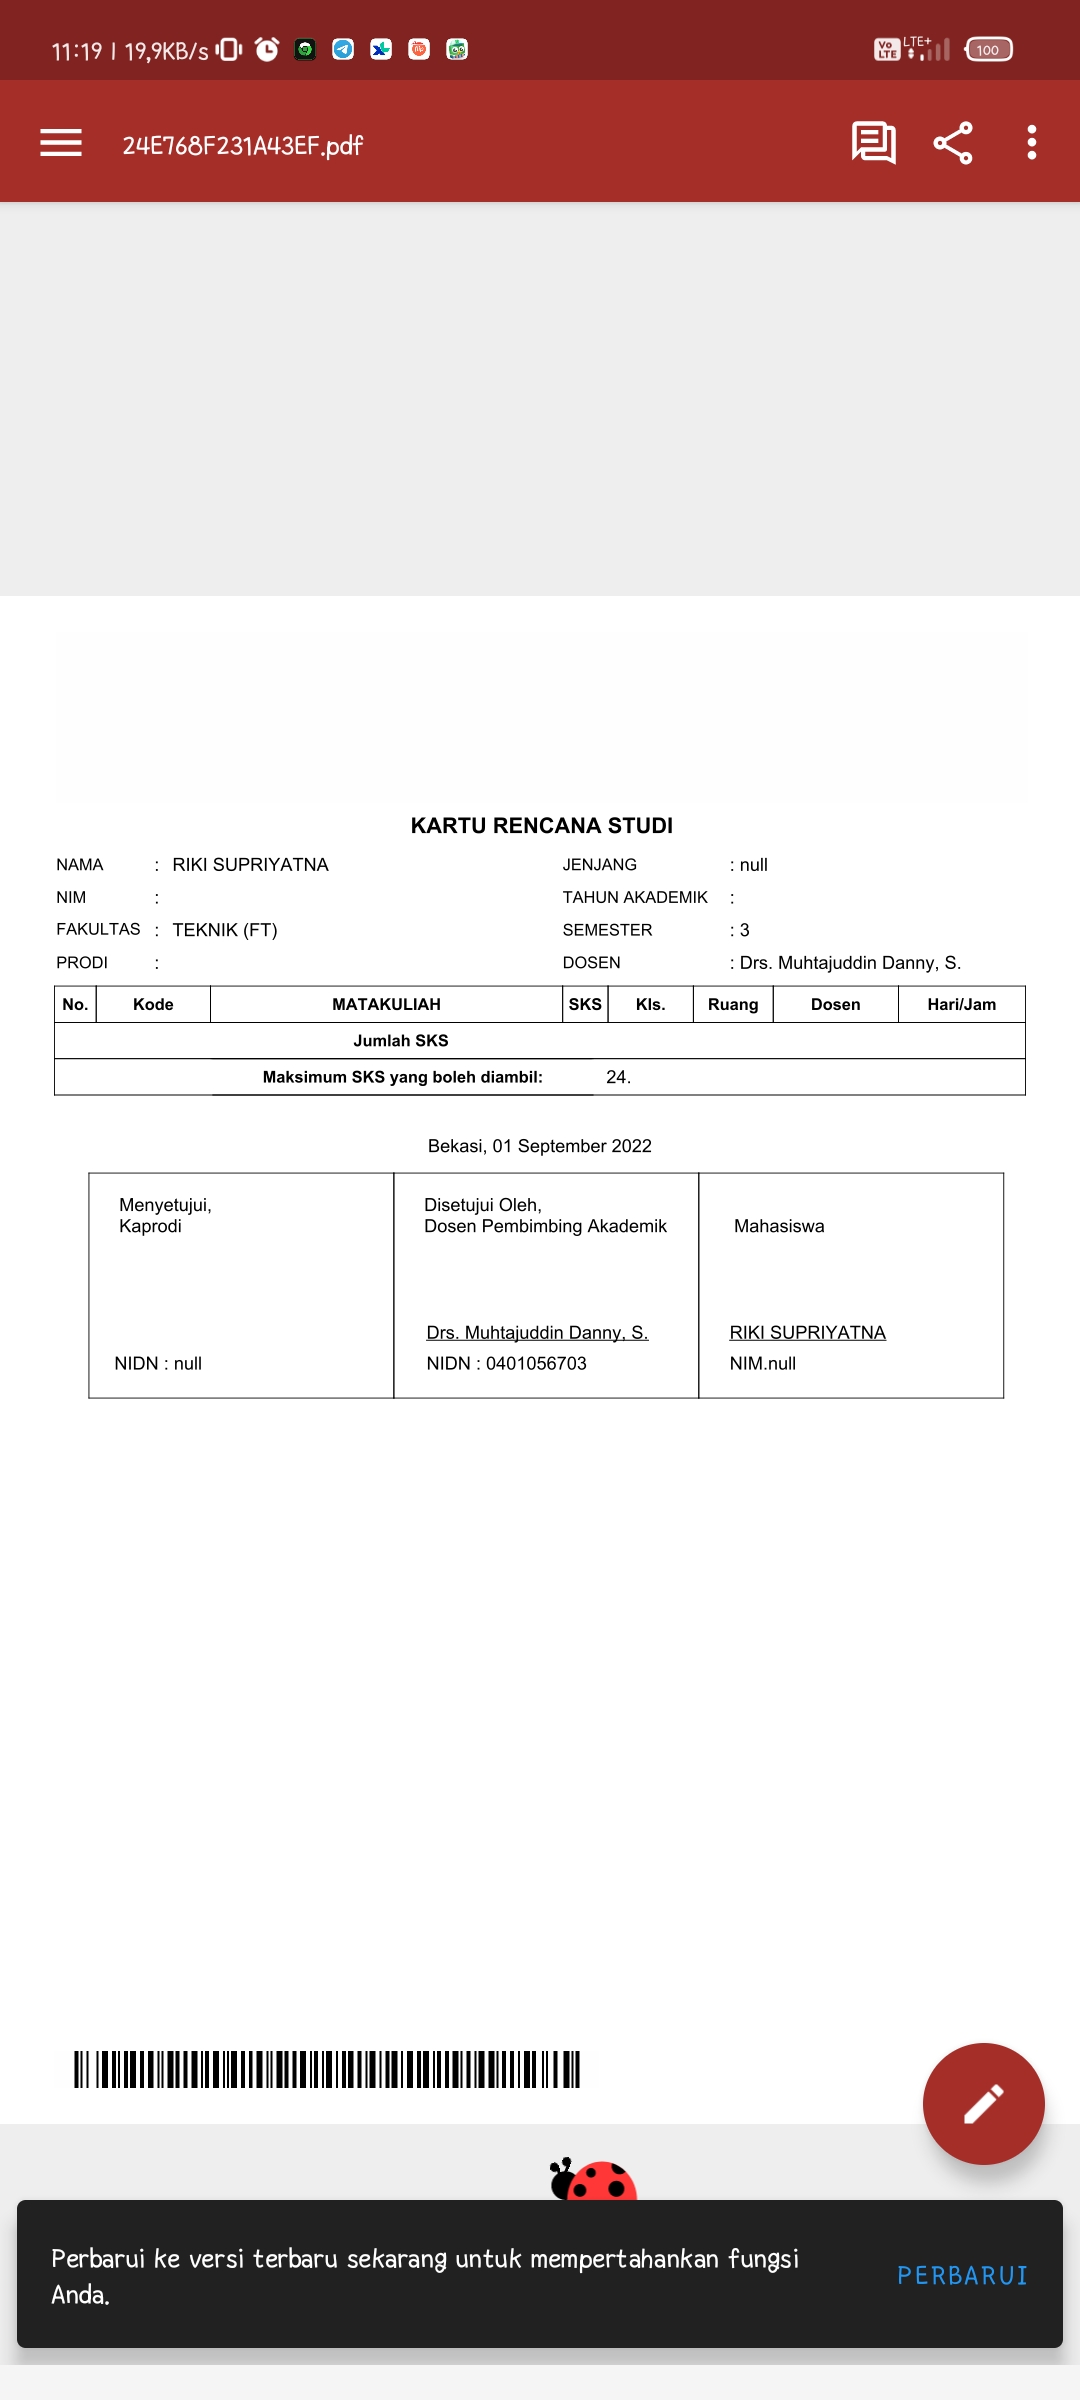 11:19 | 19,9KB/s
Vo LTE LTE+ 100
24E768F231A43EF.pdf
KARTU RENCANA STUDI
NAMA : RIKI SUPRIYATNA JENJANG : null
NIM : TAHUN AKADEMIK :
FAKULTAS : TEKNIK (FT) SEMESTER : 3
PRODI : DOSEN : Drs. Muhtajuddin Danny, S.
No. Kode MATAKULIAH SKS Kls. Ruang Dosen Hari/Jam
Jumlah SKS
Maksimum SKS yang boleh diambil: 24.
Bekasi, 01 September 2022
Menyetujui,
Kaprodi
NIDN : null
Disetujui Oleh,
Dosen Pembimbing Akademik
Drs. Muhtajuddin Danny, S.
NIDN : 0401056703
Mahasiswa
RIKI SUPRIYATNA
NIM.null
Perbarui ke versi terbaru sekarang untuk mempertahankan fungsi
Anda.
PERBARUI